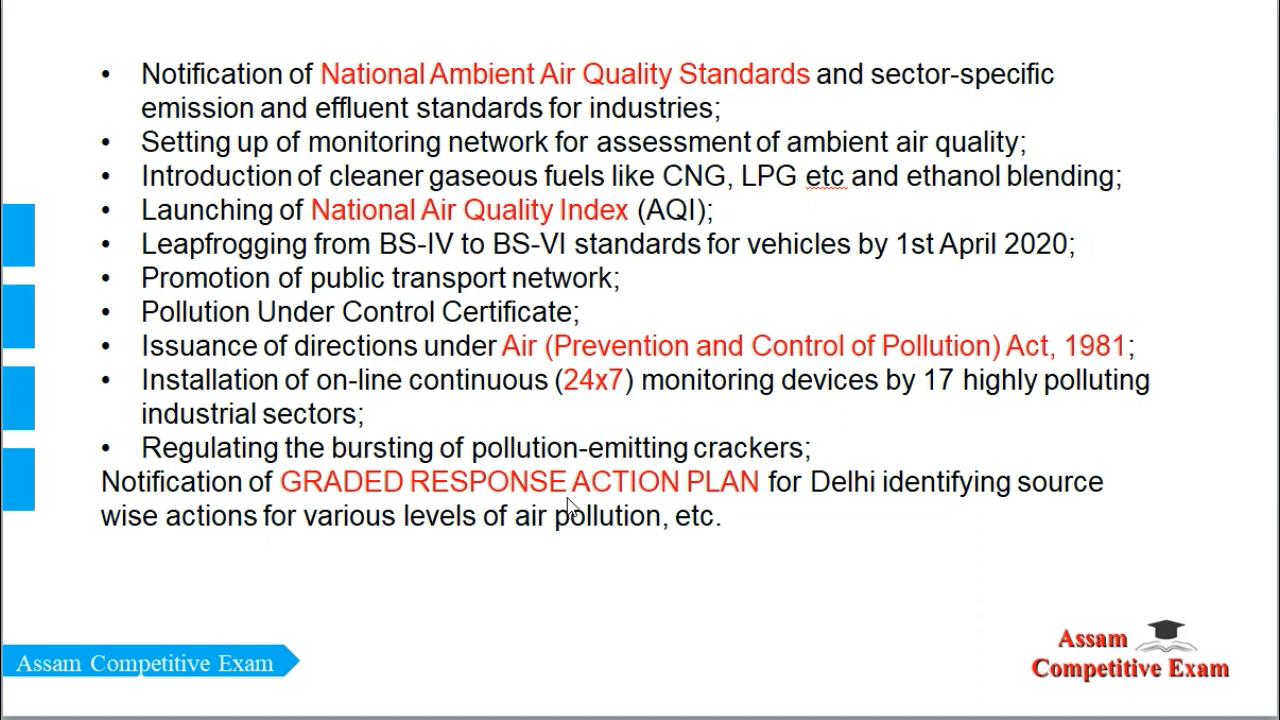 • Notification of National Ambient Air Quality Standards and sector-specific
emission and effluent standards for industries;
• Setting up of monitoring network for assessment of ambient air quality;
• Introduction of cleaner gaseous fuels like CNG, LPG etc and ethanol blending;
• Launching of National Air Quality Index (AQI);
• Leapfrogging from BS-IV to BS-VI standards for vehicles by 1st April 2020;
• Promotion of public transport network;
• Pollution Under Control Certificate;
• Issuance of directions under Air (Prevention and Control of Pollution) Act, 1981;
• Installation of on-line continuous (24x7) monitoring devices by 17 highly polluting
industrial sectors;
• Regulating the bursting of pollution-emitting crackers;
Notification of GRADED RESPONSE ACTION PLAN for Delhi identifying source
wise actions for various levels of air pollution, etc.
Assam Competitive Exam
Assam
Competitive Exam